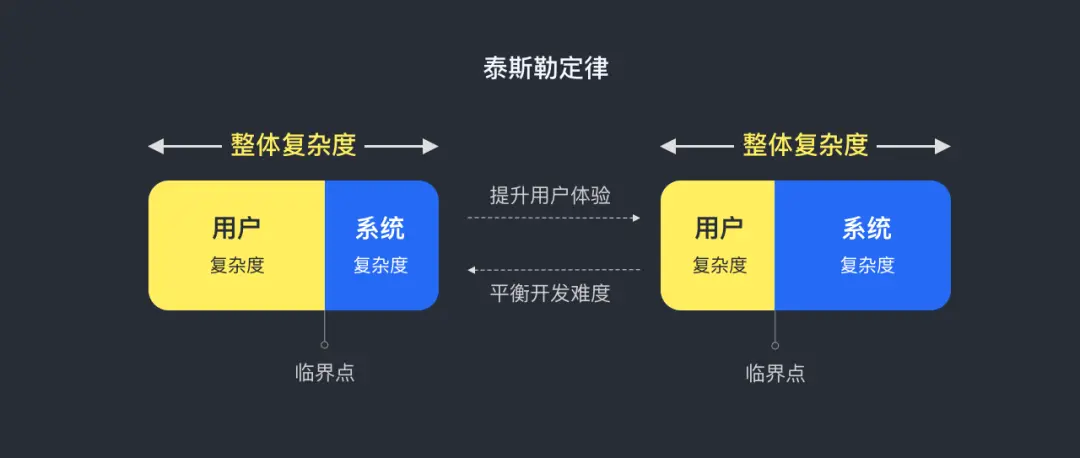 泰斯勒定律
整体复杂度
整体复杂度
用户
复杂度
系统
复杂度
提升用户体验
平衡开发难度
用户
复杂度
系统
复杂度
临界点
临界点